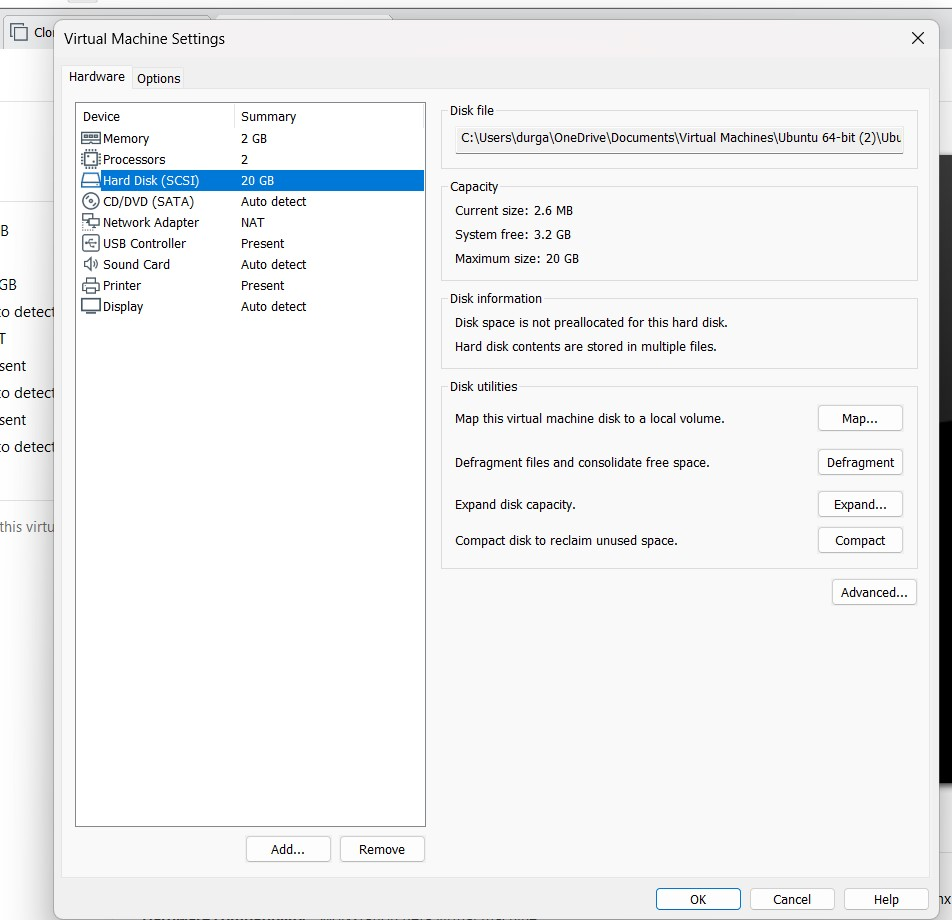 Clo
Virtual Machine Settings
Hardware
Options
Device Summary
Memory 2 GB
Processors 2
Hard Disk (SCSI) 20 GB
CD/DVD (SATA) Auto detect
Network Adapter NAT
USB Controller Present
Sound Card Auto detect
Printer Present
Display Auto detect
Add...
Remove
Disk file
C:\Users\durga\OneDrive\Documents\Virtual Machines\Ubuntu 64-bit (2)\Ubu
Capacity
Current size: 2.6 MB
System free: 3.2 GB
Maximum size: 20 GB
Disk information
Disk space is not preallocated for this hard disk.
Hard disk contents are stored in multiple files.
Disk utilities
Map this virtual machine disk to a local volume.
Map...
Defragment files and consolidate free space.
Defragment
Expand disk capacity.
Expand...
Compact disk to reclaim unused space.
Compact
Advanced...
OK
Cancel
Help
B
GB
o detect
T
sent
o detect
sent
o detect
this virtu